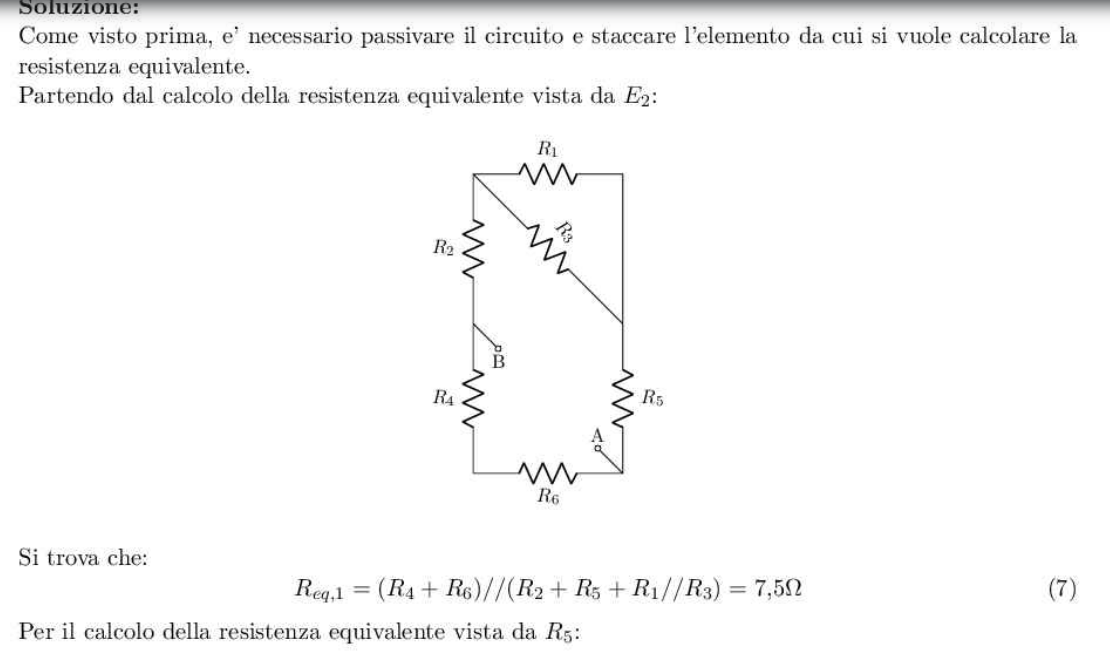 Soluzione:
Come visto prima, e' necessario passivare il circuito e staccare l'elemento da cui si vuole calcolare la
resistenza equivalente.
Partendo dal calcolo della resistenza equivalente vista da E₂:
R₁
R₃
R₂
B
R₄
R₅
A
R₆
Si trova che:
R_{eq,1} = (R₄ + R₆)//(R₂ + R₅ + R₁//R₃) = 7,5Ω (7)
Per il calcolo della resistenza equivalente vista da R₅: